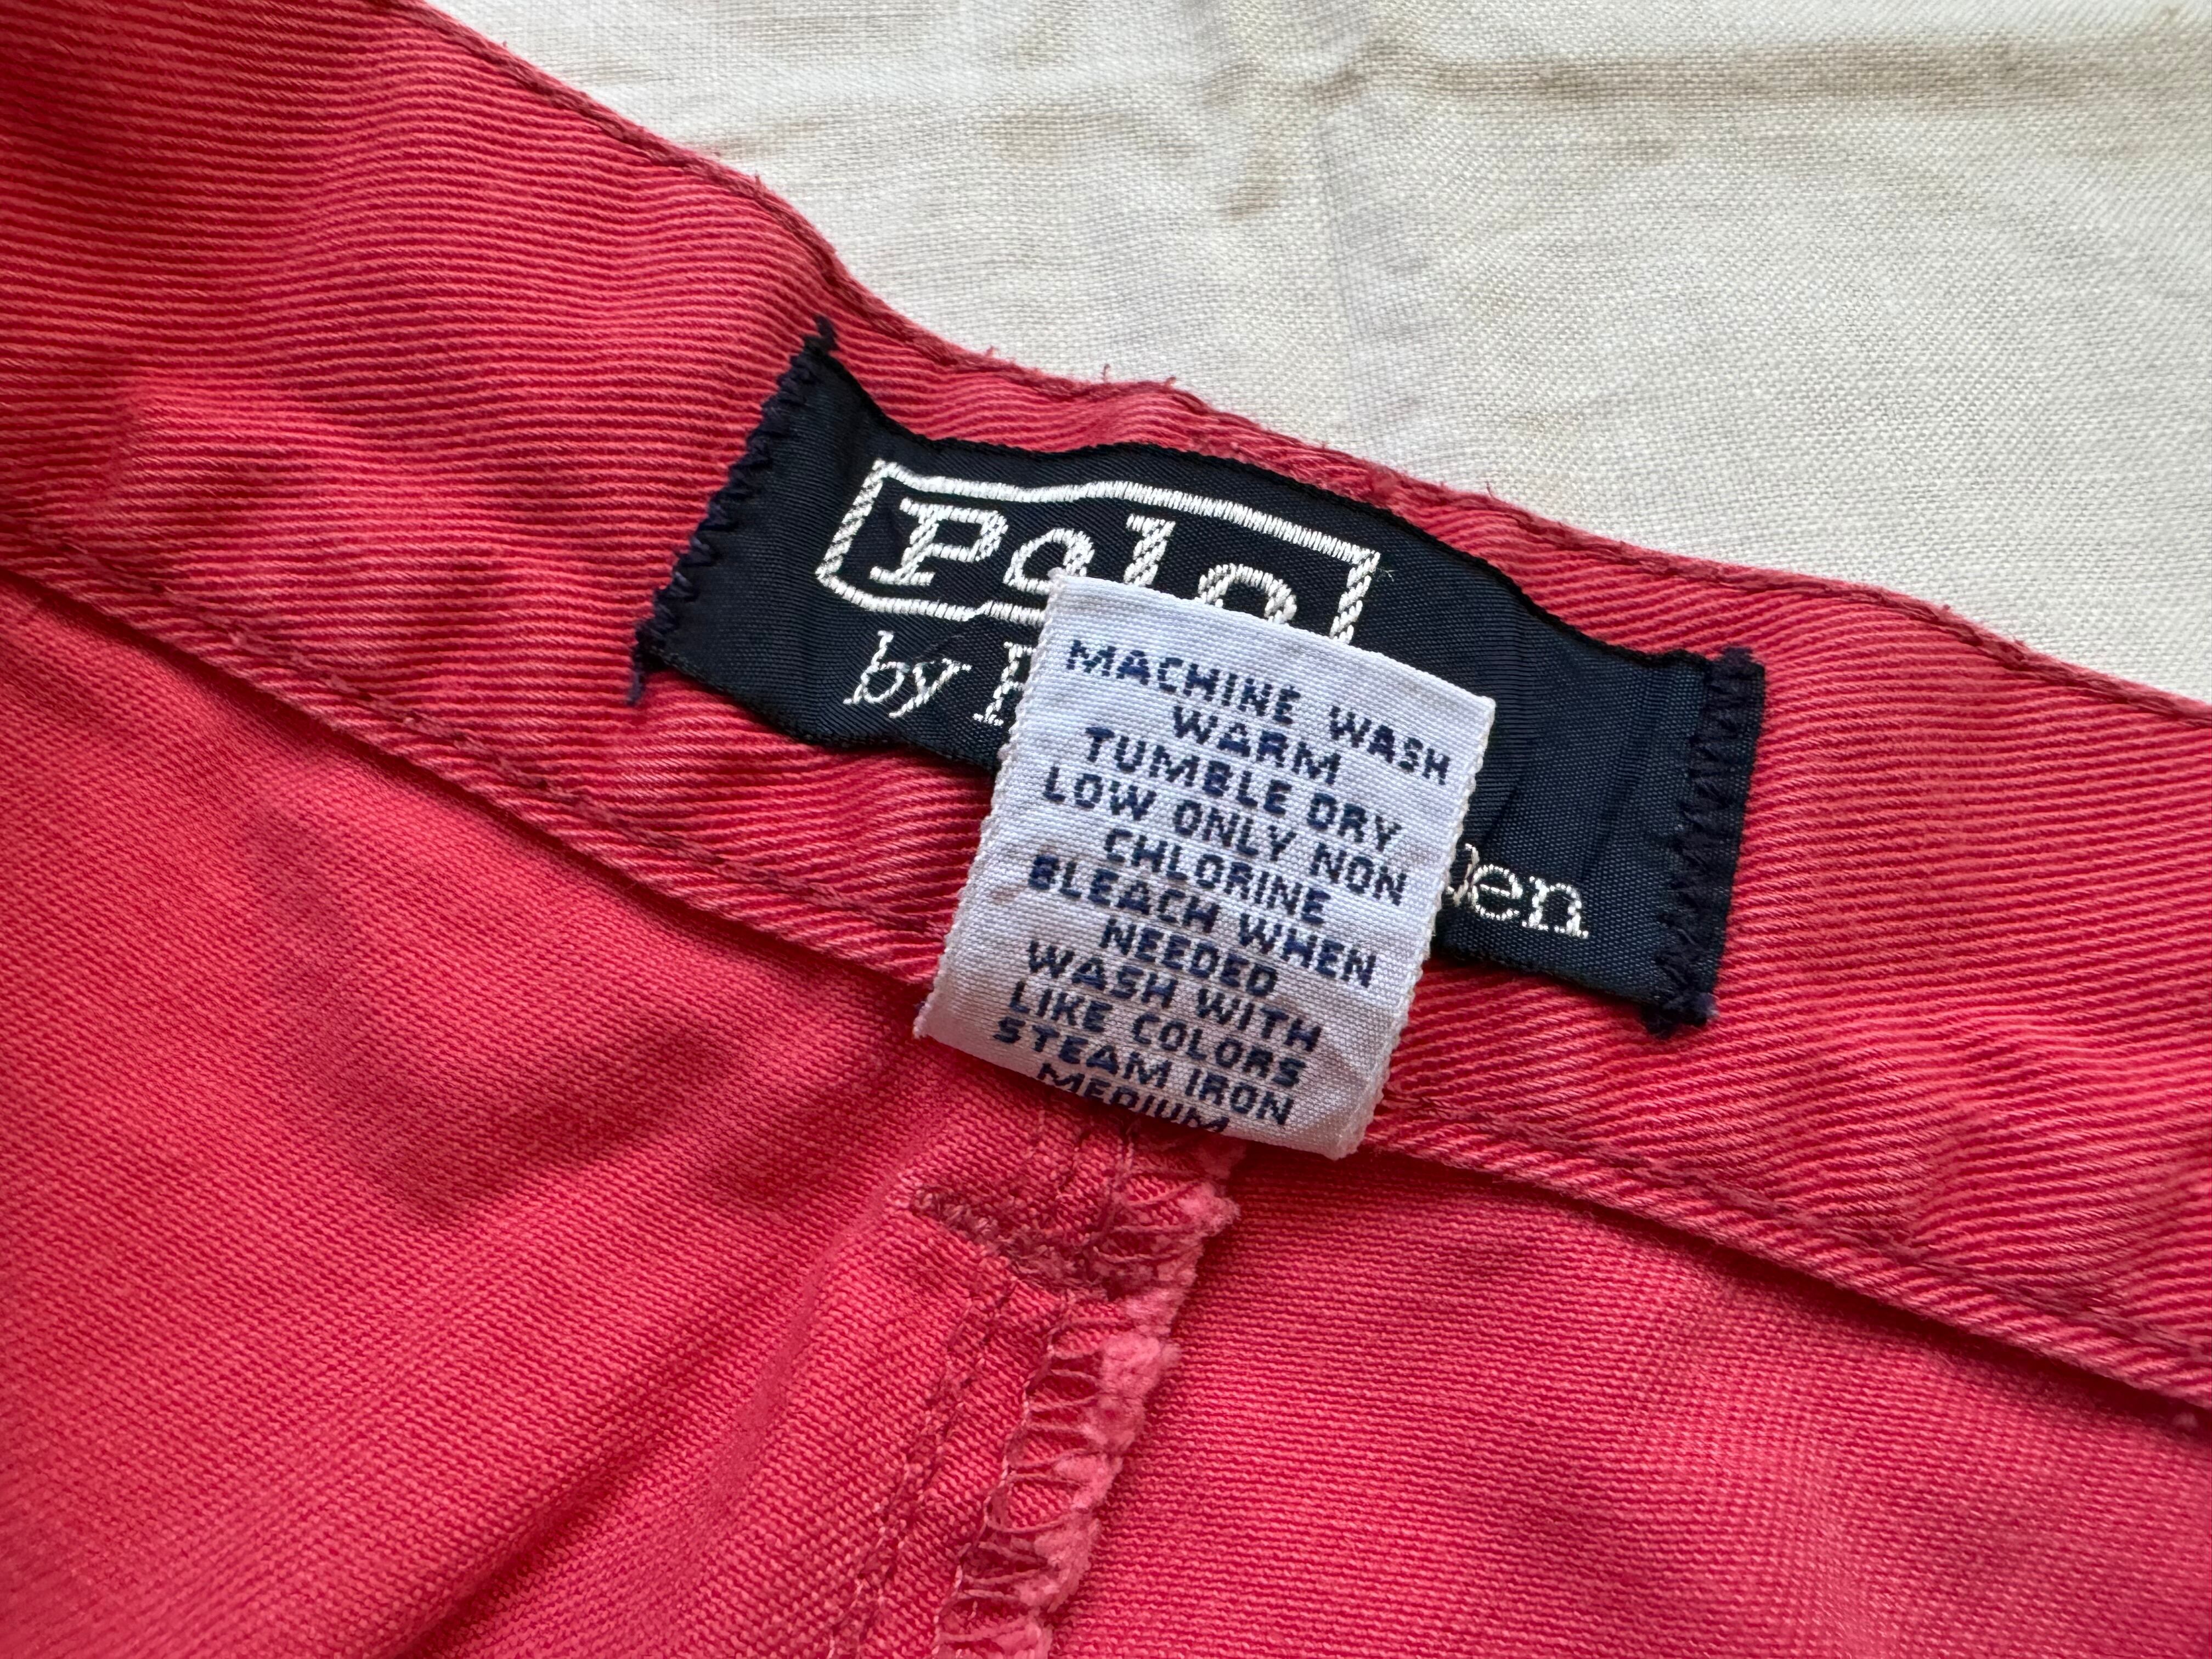 Polo
by
MACHINE WASH
WARM
TUMBLE DRY
LOW ONLY NON
CHLORINE
BLEACH WHEN
NEEDED
WASH WITH
LIKE COLORS
STEAM IRON
MEDIUM